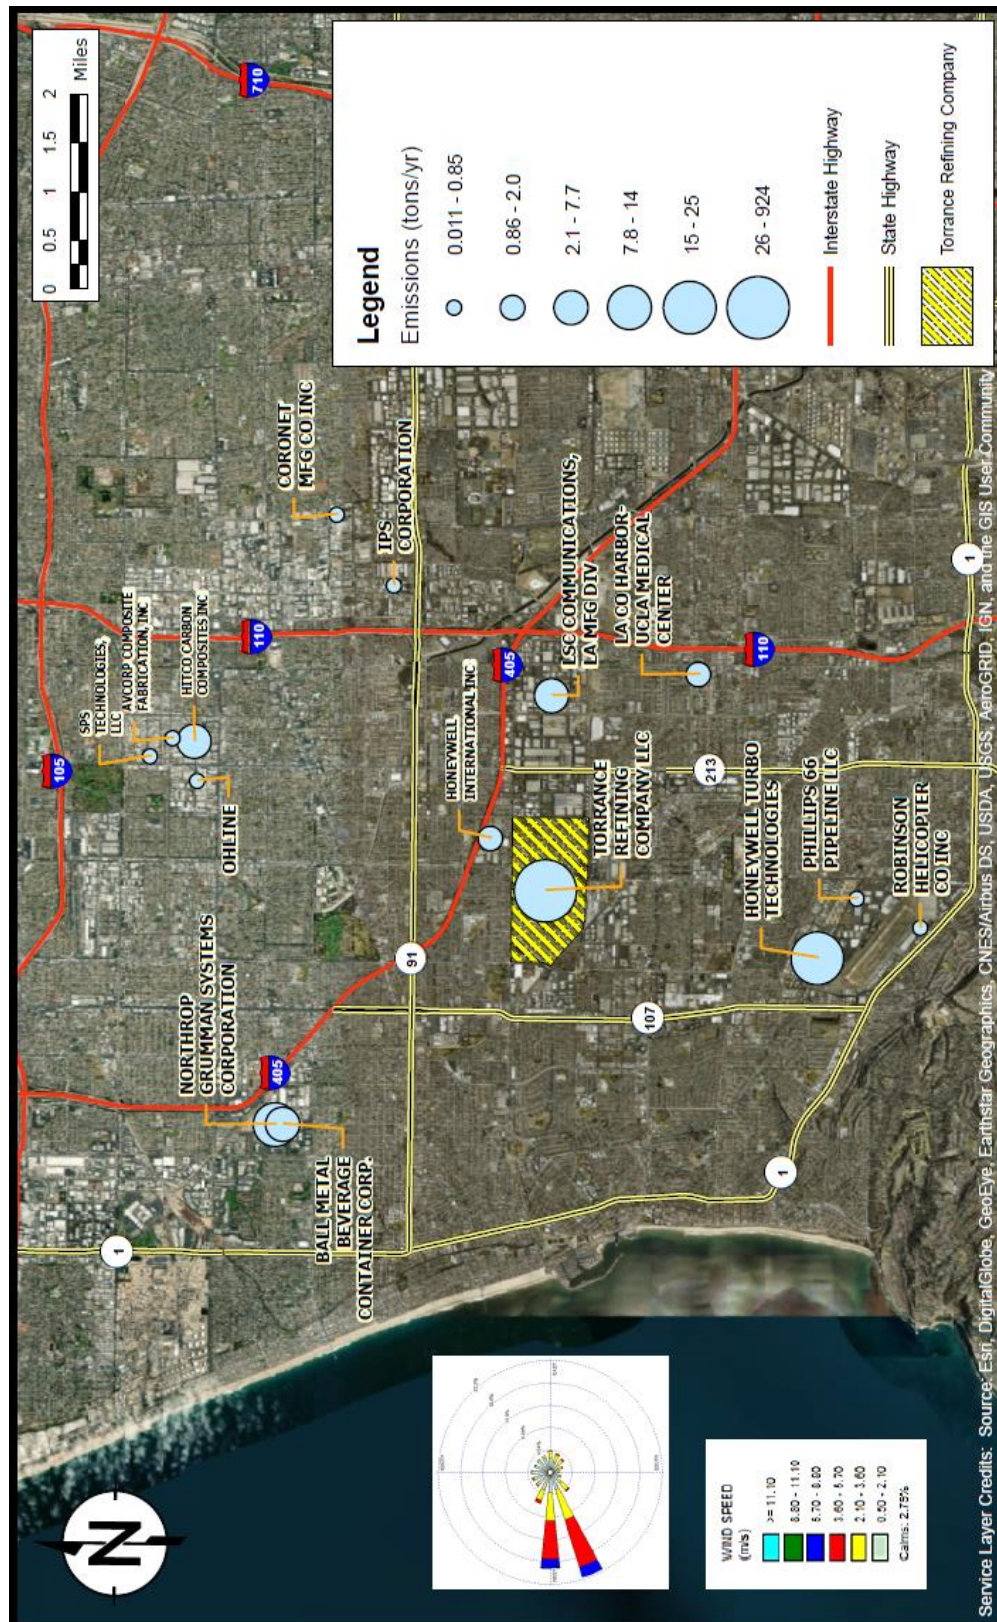 0 0.5 1 1.5 2
Miles
105
110
710
SPS
TECHNOLOGIES,
LLC
AVCORP COMPOSITE
FABRICATION, INC
HITCO CARBON
COMPOSITES INC
OHLINE
CORONET
MFG CO INC
NORTHROP
GRUMMAN SYSTEMS
CORPORATION
405
BALL METAL
BEVERAGE
CONTAINER CORP.
1
91
IPS
CORPORATION
HONEYWELL
INTERNATIONAL INC
405
LSC COMMUNICATIONS,
LA MFG DIV
LA CO HARBOR-
UCLA MEDICAL
CENTER
TORRANCE
REFINING
COMPANY LLC
107
213
110
HONEYWELL TURBO
TECHNOLOGIES
PHILLIPS 66
PIPELINE LLC
ROBINSON
HELICOPTER
CO INC
1
1
N
WIND SPEED
(m/s)
>= 11.10
8.80 - 11.10
5.70 - 8.80
3.60 - 5.70
2.10 - 3.60
0.50 - 2.10
Calms: 2.75%
Legend
Emissions (tons/yr)
0.011 - 0.85
0.86 - 2.0
2.1 - 7.7
7.8 - 14
15 - 25
26 - 924
Interstate Highway
State Highway
Torrance Refining Company
Service Layer Credits: Source: Esri, DigitalGlobe, GeoEye, Earthstar Geographics, CNES/Airbus DS, USDA, USGS, AeroGRID, IGN, and the GIS User Community